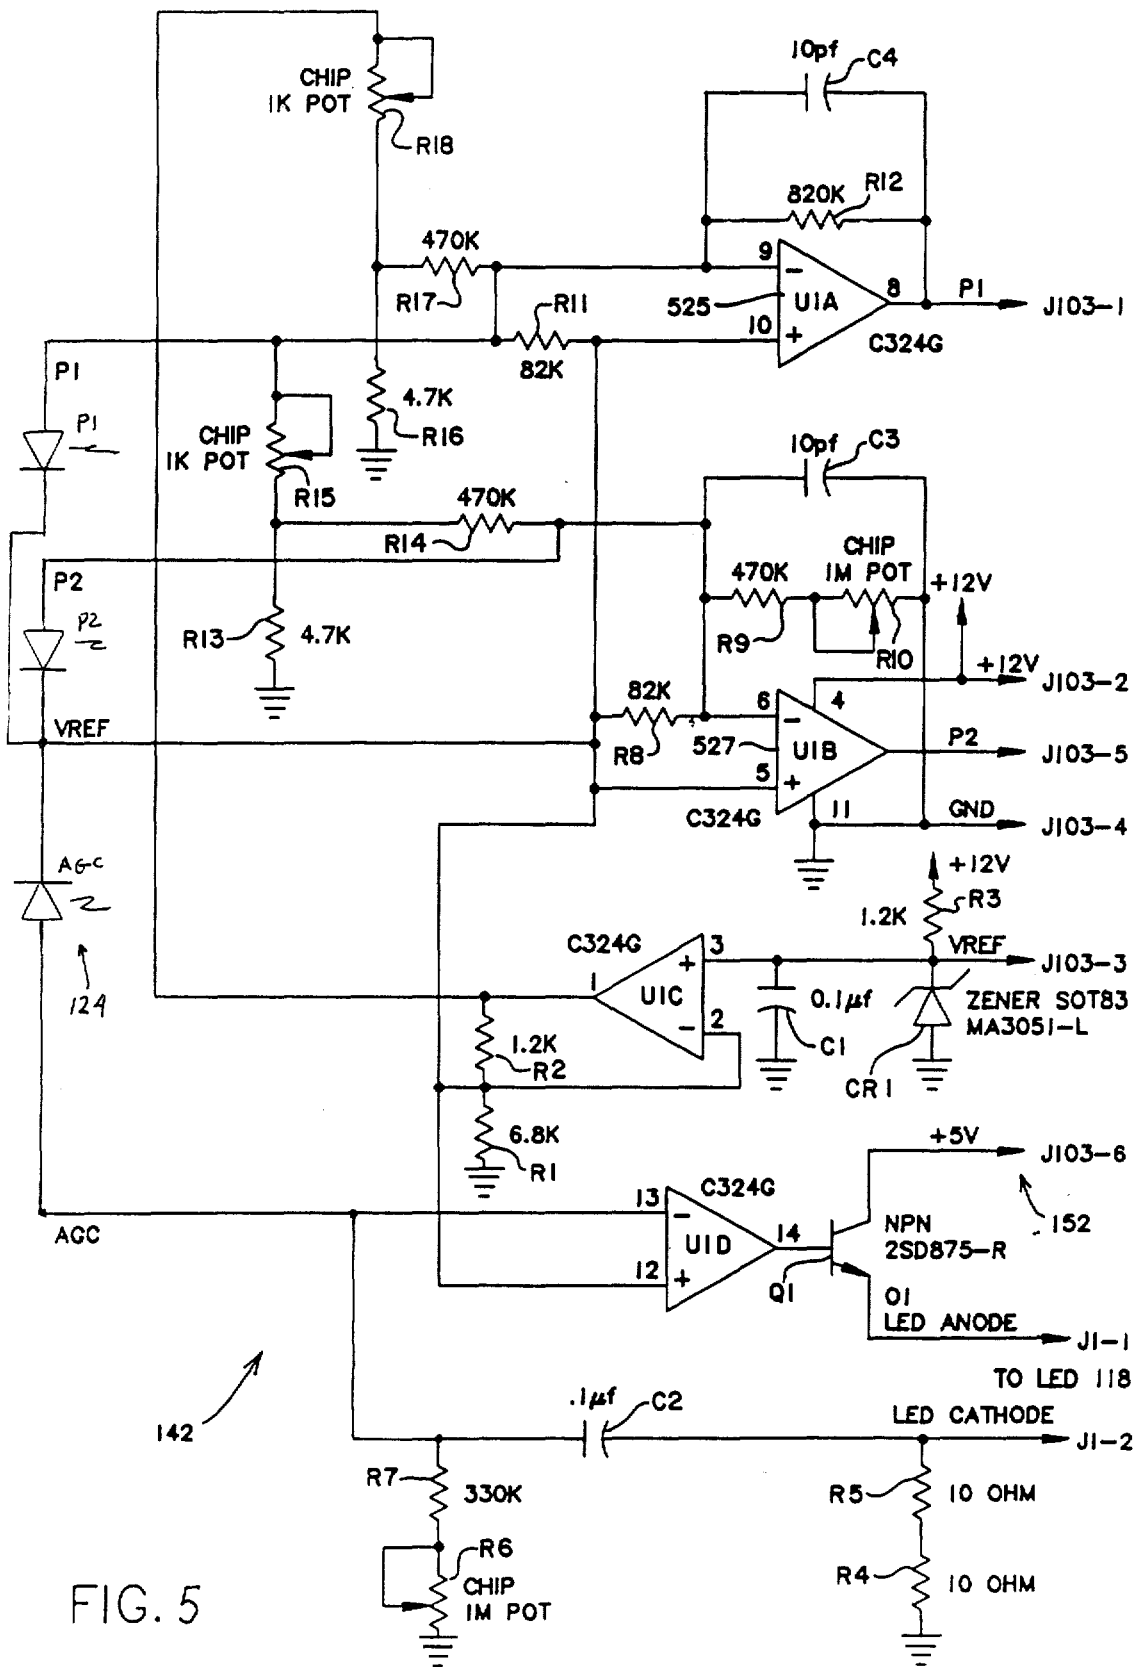 10pf
C4
CHIP
1K POT
R18
820K
R12
470K
R17
9
525
U1A
8
P1
J103-1
10
C324G
R11
82K
P1
P1
CHIP
1K POT
R15
4.7K
R16
470K
R14
10pf
C3
CHIP
1M POT
470K
R9
R10
+12V
P2
P2
R13
4.7K
+12V
J103-2
82K
R8
6
4
527
U1B
P2
J103-5
VREF
5
C324G
11
GND
J103-4
AGC
124
+12V
R3
1.2K
C324G
3
VREF
J103-3
1
U1C
2
0.1µf
C1
ZENER SOT83
MA3051-L
CR1
1.2K
R2
6.8K
R1
+5V
J103-6
C324G
13
AGC
U1D
14
12
NPN
2SD875-R
152
Q1
01
LED ANODE
J1-1
TO LED 118
142
.1µf
C2
LED CATHODE
J1-2
R7
330K
R5
10 OHM
R6
CHIP
1M POT
R4
10 OHM
FIG. 5